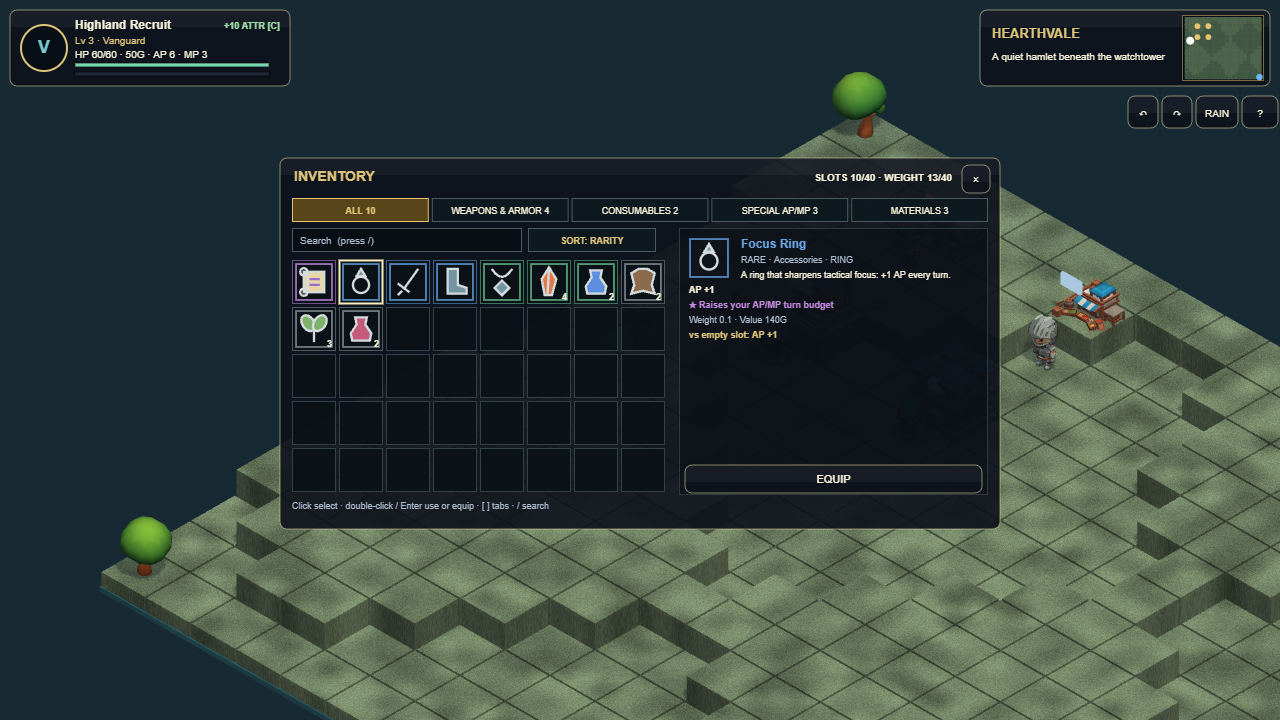 V
Highland Recruit +10 ATTR [C]
Lv 3 · Vanguard
HP 60/60 · 50G · AP 6 · MP 3
HEARTHVALE
A quiet hamlet beneath the watchtower
↶ ↷ RAIN ?
INVENTORY SLOTS 10/40 · WEIGHT 13/40 ×
ALL 10 WEAPONS & ARMOR 4 CONSUMABLES 2 SPECIAL AP/MP 3 MATERIALS 3
Search (press /) SORT: RARITY
4 2 2
3 2
Focus Ring
RARE · Accessories · RING
A ring that sharpens tactical focus: +1 AP every turn.
AP +1
★ Raises your AP/MP turn budget
Weight 0.1 · Value 140G
vs empty slot: AP +1
EQUIP
Click select · double-click / Enter use or equip · [ ] tabs · / search